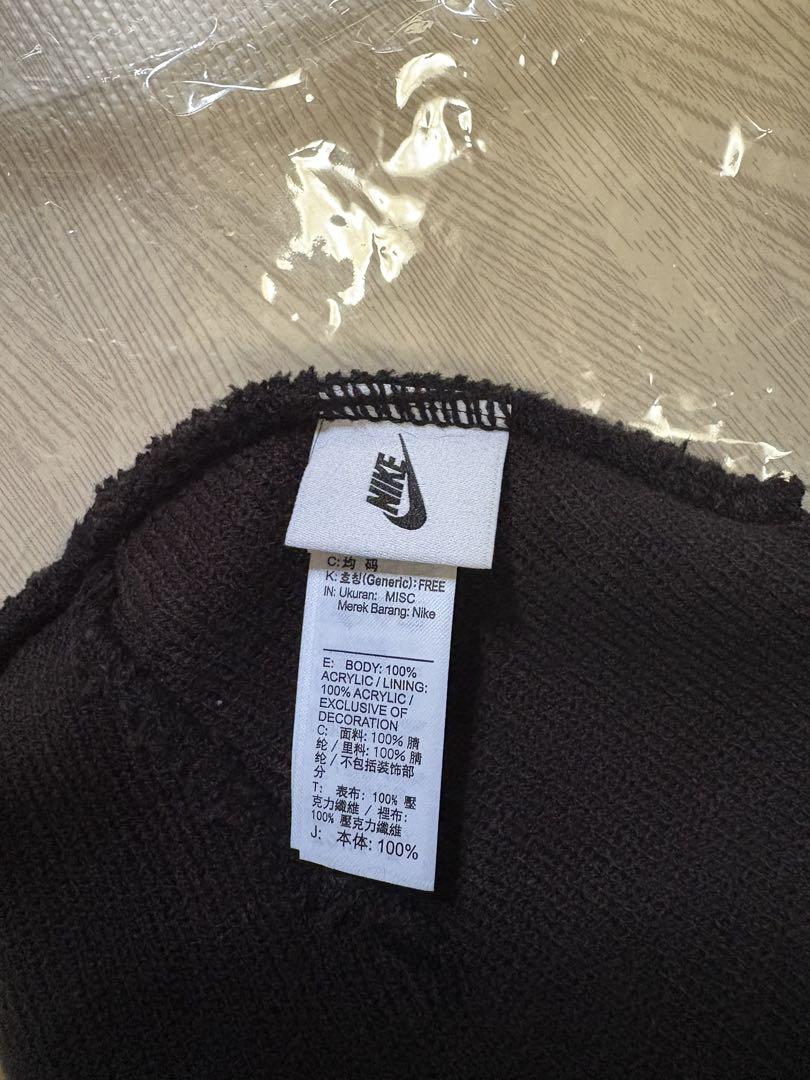 NIKE
C: 均 码
K: 호칭(Generic): FREE
IN: Ukuran: MISC
Merek Barang: Nike
E: BODY: 100%
ACRYLIC / LINING:
100% ACRYLIC /
EXCLUSIVE OF
DECORATION
C: 面料: 100% 腈
纶 / 里料: 100% 腈
纶 / 不包括装饰部
分
T: 表布: 100% 壓
克力纖維 / 裡布:
100% 壓克力纖維
J: 本体: 100%